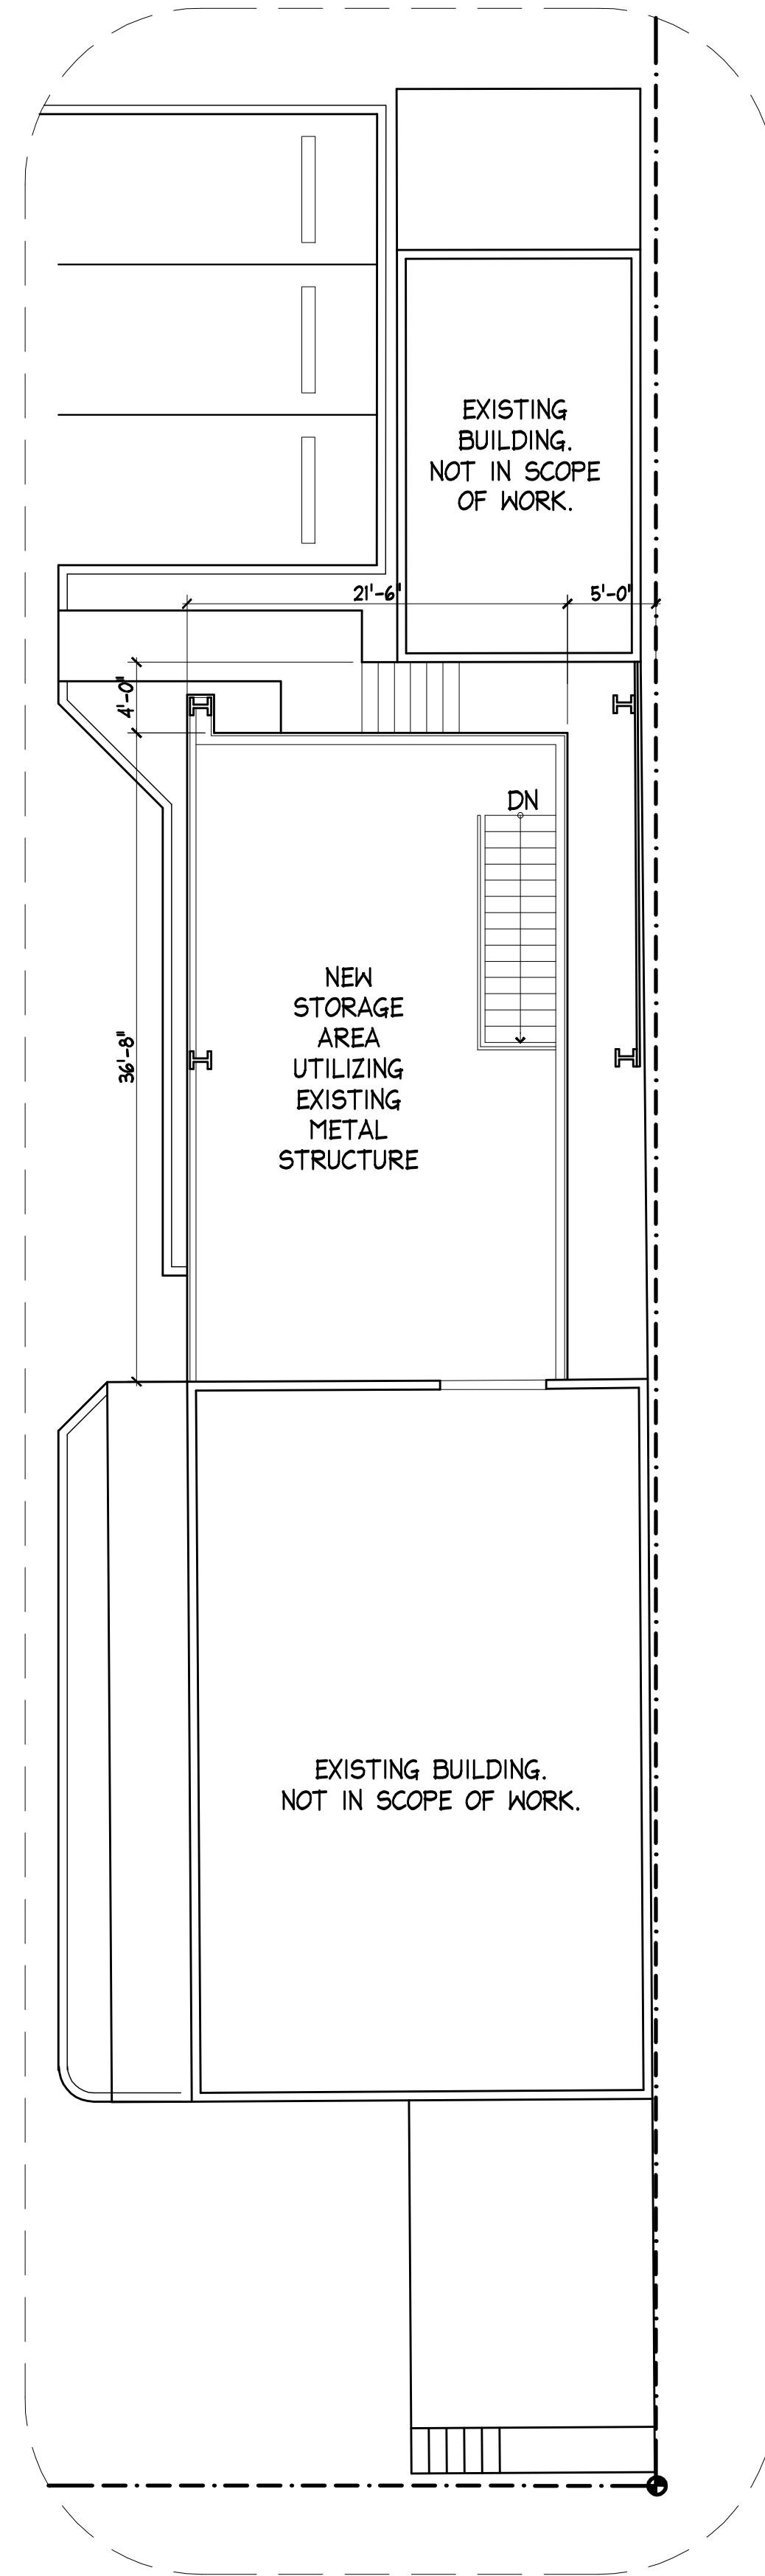 EXISTING
BUILDING.
NOT IN SCOPE
OF WORK.
21'-6"
5'-0"
4'-0"
DN
NEW
STORAGE
AREA
UTILIZING
EXISTING
METAL
STRUCTURE
36'-8"
EXISTING BUILDING.
NOT IN SCOPE OF WORK.